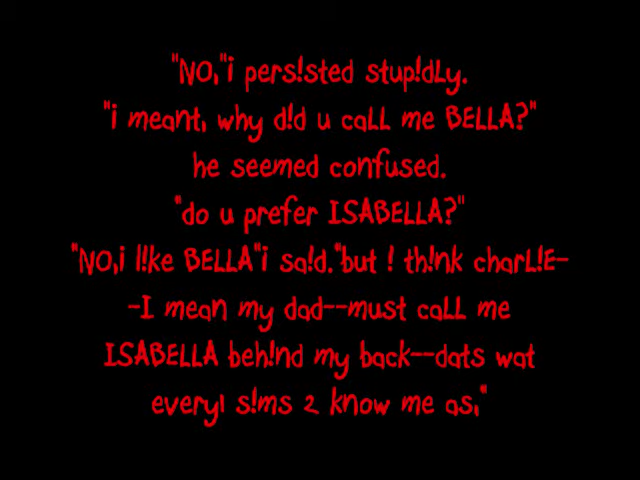 "NO,"i pers!sted stup!dLy.
"i meant, why d!d u caLL me BELLA?"
he seemed confused.
"do u prefer ISABELLA?"
"NO,i l!ke BELLA"i sa!d."but ! th!nk charL!E-
-I mean my dad--must caLL me
ISABELLA beh!nd my back--dats wat
every1 s!ms 2 know me as,"